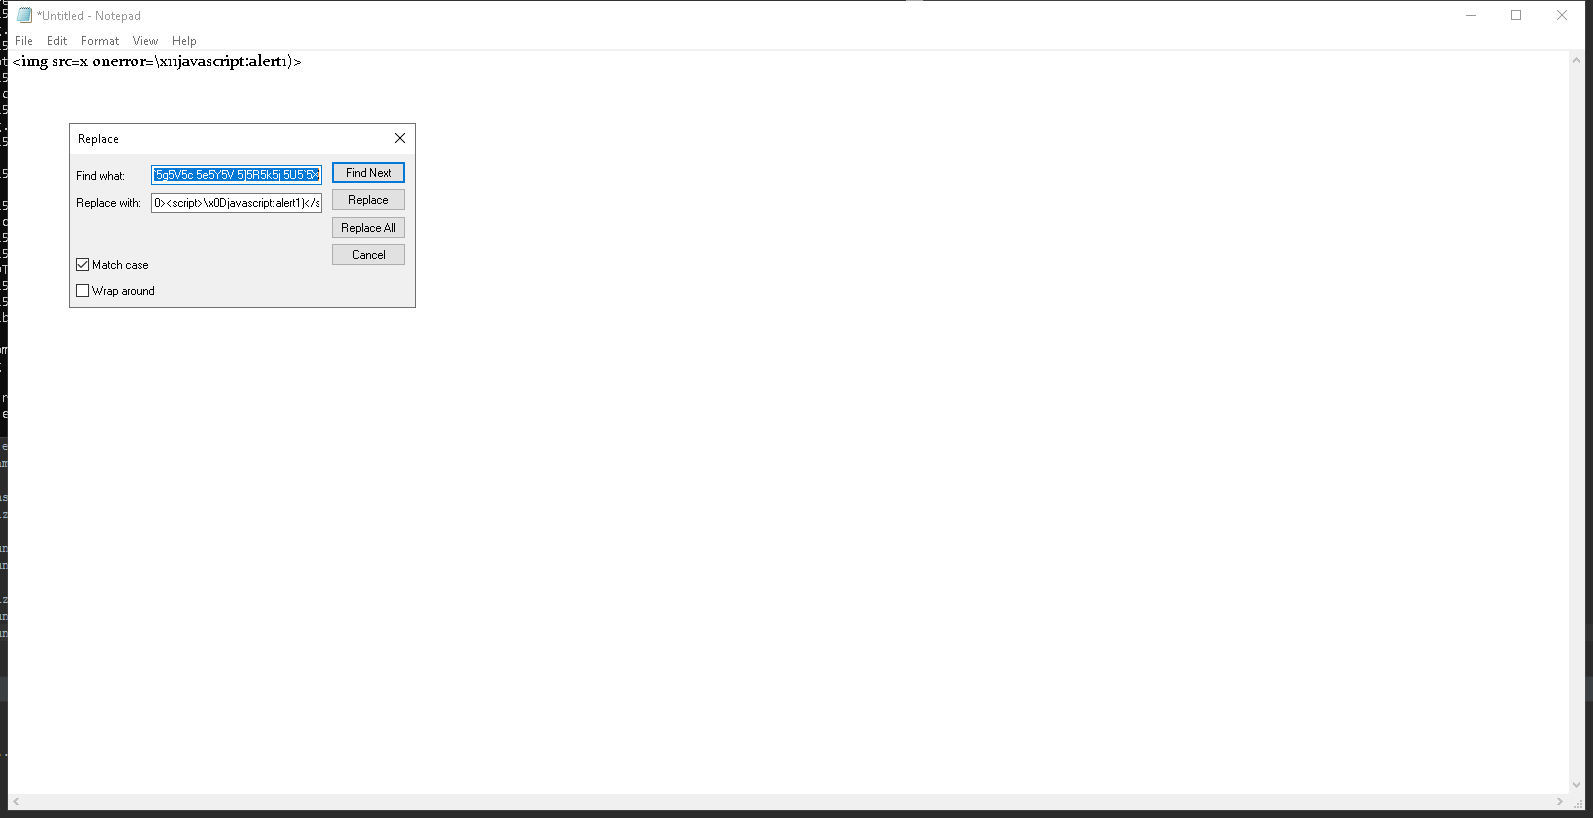 *Untitled - Notepad
File Edit Format View Help
<img src=x onerror=\x11javascript:alert1)>
Replace
Find what: `5g5V5c 5e5Y5V 5]5R5k5j 5U5`5X
Find Next
Replace with: 0><script>\x0Djavascript:alert1)</s
Replace
Replace All
Cancel
Match case
Wrap around